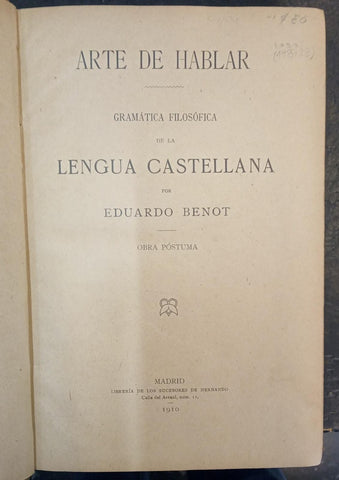 ARTE DE HABLAR
GRAMÁTICA FILOSÓFICA
DE LA
LENGUA CASTELLANA
POR
EDUARDO BENOT
OBRA PÓSTUMA
MADRID
LIBRERÍA DE LOS SUCESORES DE HERNANDO
Calle del Arenal, núm. 11.
1910